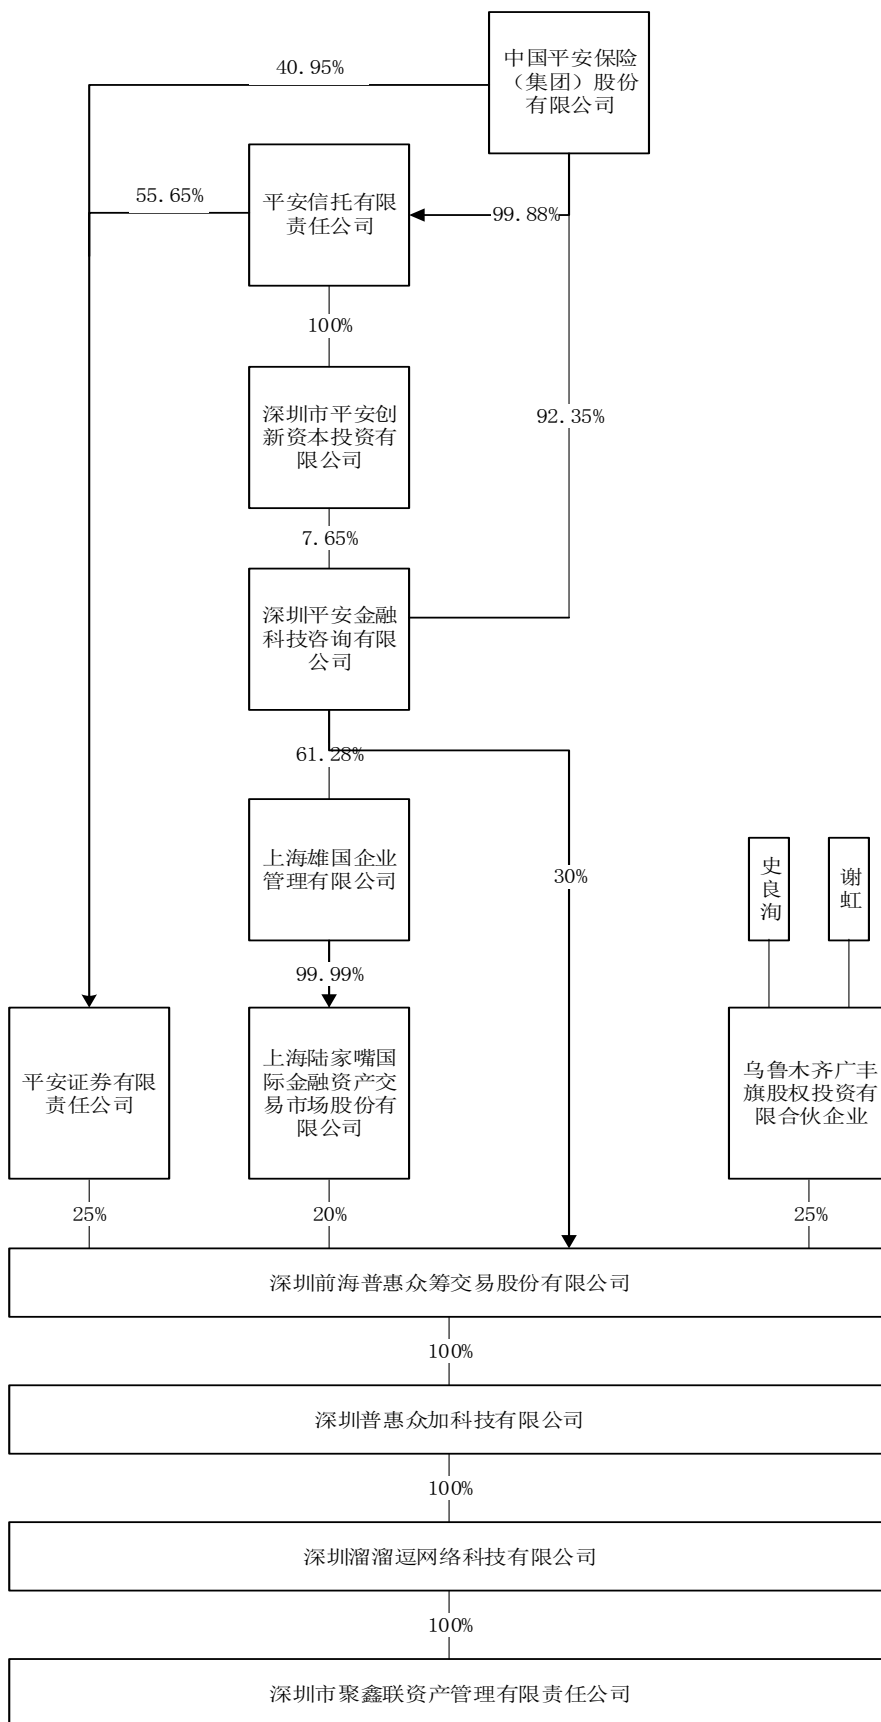 中国平安保险
（集团）股份
有限公司
40.95%
平安信托有限
责任公司
55.65%
99.88%
100%
深圳市平安创
新资本投资有
限公司
92.35%
7.65%
深圳平安金融
科技咨询有限
公司
61.28%
上海雄国企业
管理有限公司
30%
史良洵
谢虹
99.99%
平安证券有限
责任公司
上海陆家嘴国
际金融资产交
易市场股份有
限公司
乌鲁木齐广丰
旗股权投资有
限合伙企业
25%
20%
25%
深圳前海普惠众筹交易股份有限公司
100%
深圳普惠众加科技有限公司
100%
深圳溜溜逗网络科技有限公司
100%
深圳市聚鑫联资产管理有限责任公司